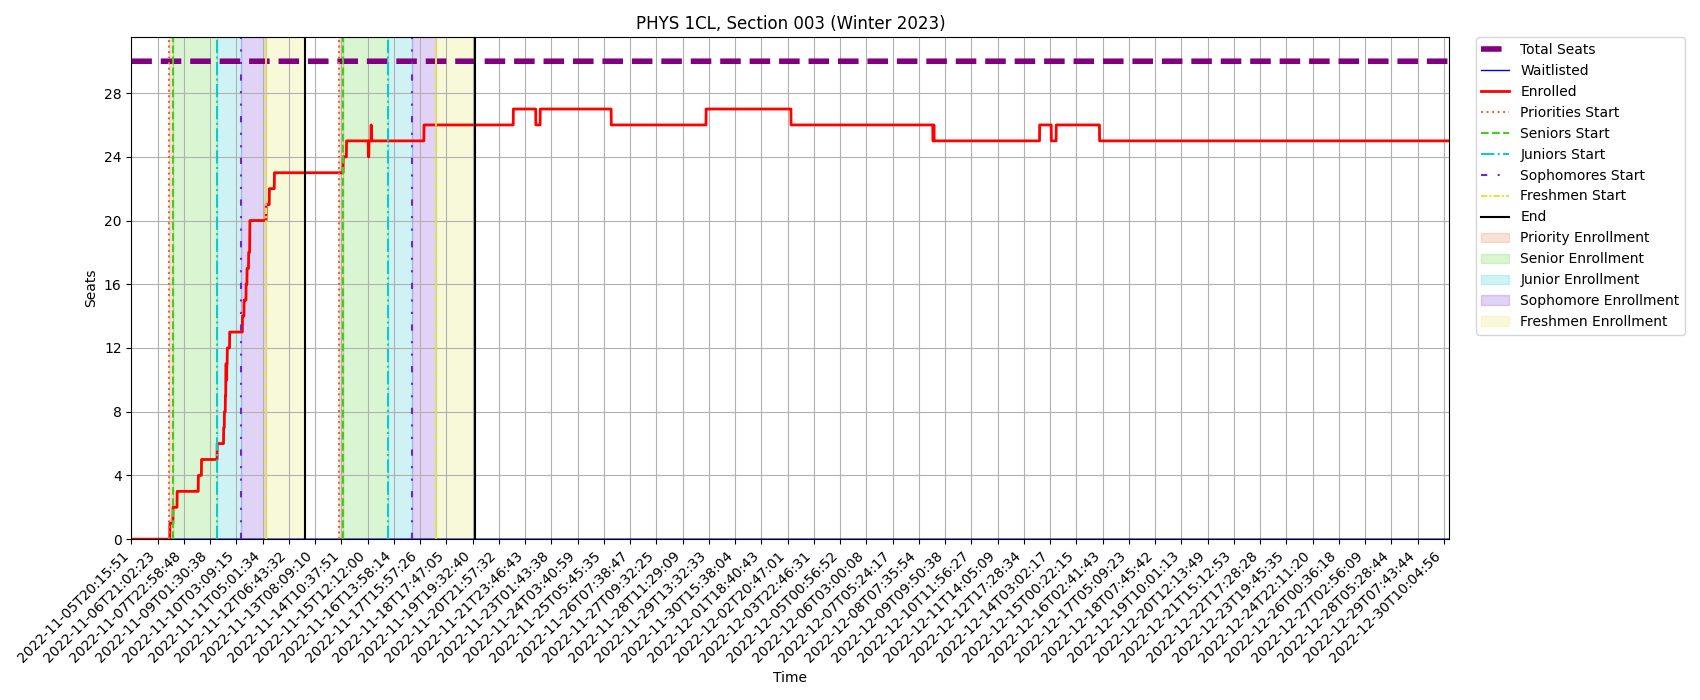 PHYS 1CL, Section 003 (Winter 2023)
Total Seats
Waitlisted
Enrolled
Priorities Start
Seniors Start
Juniors Start
Sophomores Start
Freshmen Start
End
Priority Enrollment
Senior Enrollment
Junior Enrollment
Sophomore Enrollment
Freshmen Enrollment
Seats
28
24
20
16
12
8
4
0
2022-11-05T20:15:51
2022-11-06T21:02:23
2022-11-07T22:58:48
2022-11-09T01:30:38
2022-11-10T03:09:15
2022-11-11T05:01:34
2022-11-12T06:43:32
2022-11-13T08:09:10
2022-11-14T10:37:51
2022-11-15T12:12:00
2022-11-16T13:58:14
2022-11-17T15:57:26
2022-11-18T17:47:05
2022-11-19T19:32:40
2022-11-20T21:57:32
2022-11-21T23:46:43
2022-11-23T01:43:38
2022-11-24T03:40:59
2022-11-25T05:45:35
2022-11-26T07:38:47
2022-11-27T09:32:25
2022-11-28T11:29:09
2022-11-29T13:32:33
2022-11-30T15:38:04
2022-12-01T18:40:43
2022-12-02T20:47:01
2022-12-03T22:46:31
2022-12-05T00:56:52
2022-12-06T03:00:08
2022-12-07T05:24:17
2022-12-08T07:35:54
2022-12-09T09:50:38
2022-12-10T11:56:27
2022-12-11T14:05:09
2022-12-12T17:28:34
2022-12-14T03:02:17
2022-12-15T00:22:15
2022-12-16T02:41:43
2022-12-17T05:09:23
2022-12-18T07:45:42
2022-12-19T10:01:13
2022-12-20T12:13:49
2022-12-21T15:12:53
2022-12-22T17:28:28
2022-12-23T19:45:35
2022-12-24T22:11:20
2022-12-26T00:36:18
2022-12-27T02:56:09
2022-12-28T05:28:44
2022-12-29T07:43:44
2022-12-30T10:04:56
Time